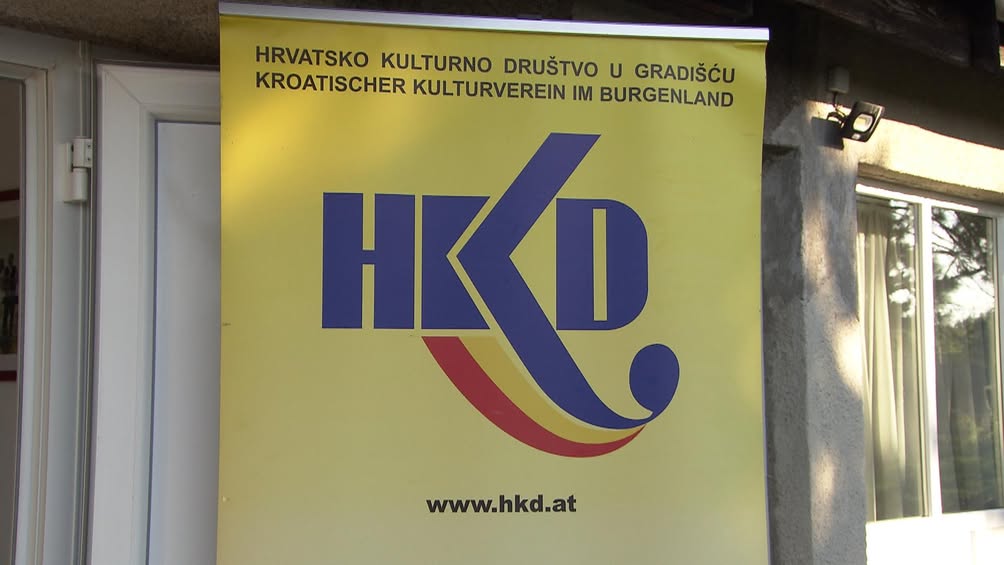 HRVATSKO KULTURNO DRUŠTVO U GRADIŠĆU
KROATISCHER KULTURVEREIN IM BURGENLAND
HKD
www.hkd.at